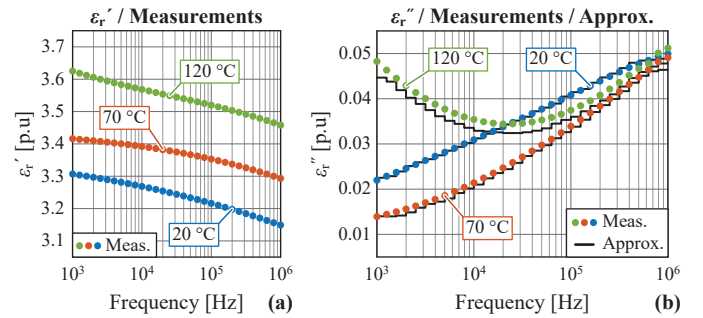 εr′ / Measurements
3.7
3.6
3.5
3.4
3.3
3.2
3.1
εr′ [p.u]
120 °C
70 °C
20 °C
Meas.
10³ 10⁴ 10⁵ 10⁶
Frequency [Hz]
(a)
εr″ / Measurements / Approx.
0.05
0.04
0.03
0.02
0.01
εr″ [p.u]
120 °C
20 °C
70 °C
Meas.
Approx.
10³ 10⁴ 10⁵ 10⁶
Frequency [Hz]
(b)